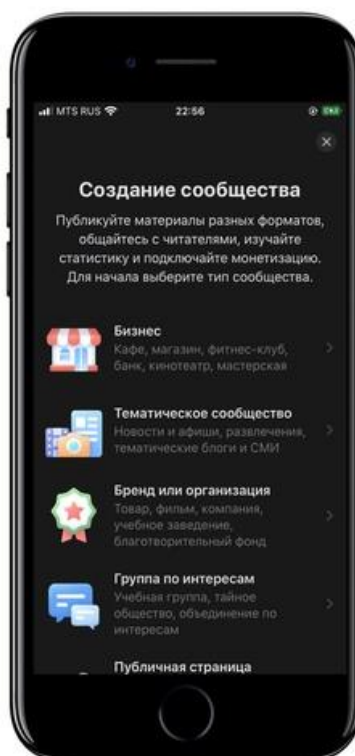 MTS RUS
22:56
Создание сообщества
Публикуйте материалы разных форматов,
общайтесь с читателями, изучайте
статистику и подключайте монетизацию.
Для начала выберите тип сообщества.
Бизнес
Кафе, магазин, фитнес-клуб,
банк, кинотеатр, мастерская
Тематическое сообщество
Новости и афиши, развлечения,
тематические блоги и СМИ
Бренд или организация
Товар, фильм, компания,
учебное заведение,
благотворительный фонд
Группа по интересам
Учебная группа, тайное
общество, объединение по
интересам
Публичная страница